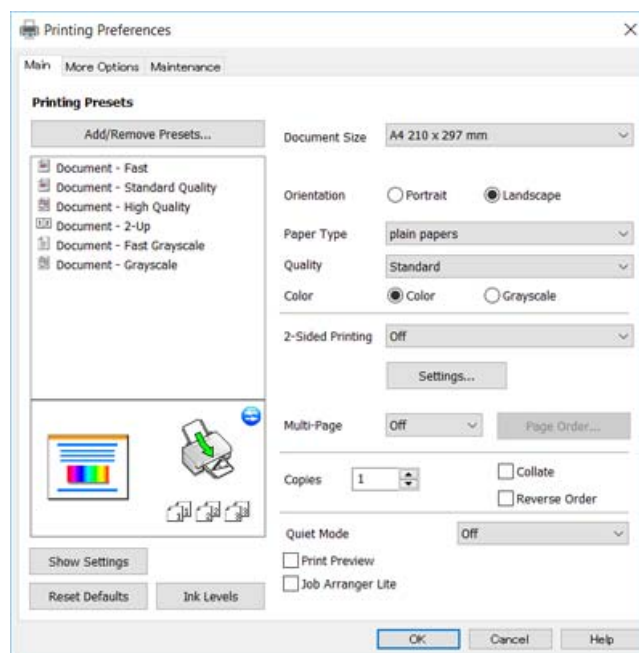 Printing Preferences
Main More Options Maintenance
Printing Presets
Add/Remove Presets...
Document - Fast
Document - Standard Quality
Document - High Quality
Document - 2-Up
Document - Fast Grayscale
Document - Grayscale
Show Settings
Reset Defaults Ink Levels
Document Size A4 210 x 297 mm
Orientation Portrait Landscape
Paper Type plain papers
Quality Standard
Color Color Grayscale
2-Sided Printing Off
Settings...
Multi-Page Off Page Order...
Copies 1 Collate
Reverse Order
Quiet Mode Off
Print Preview
Job Arranger Lite
OK Cancel Help